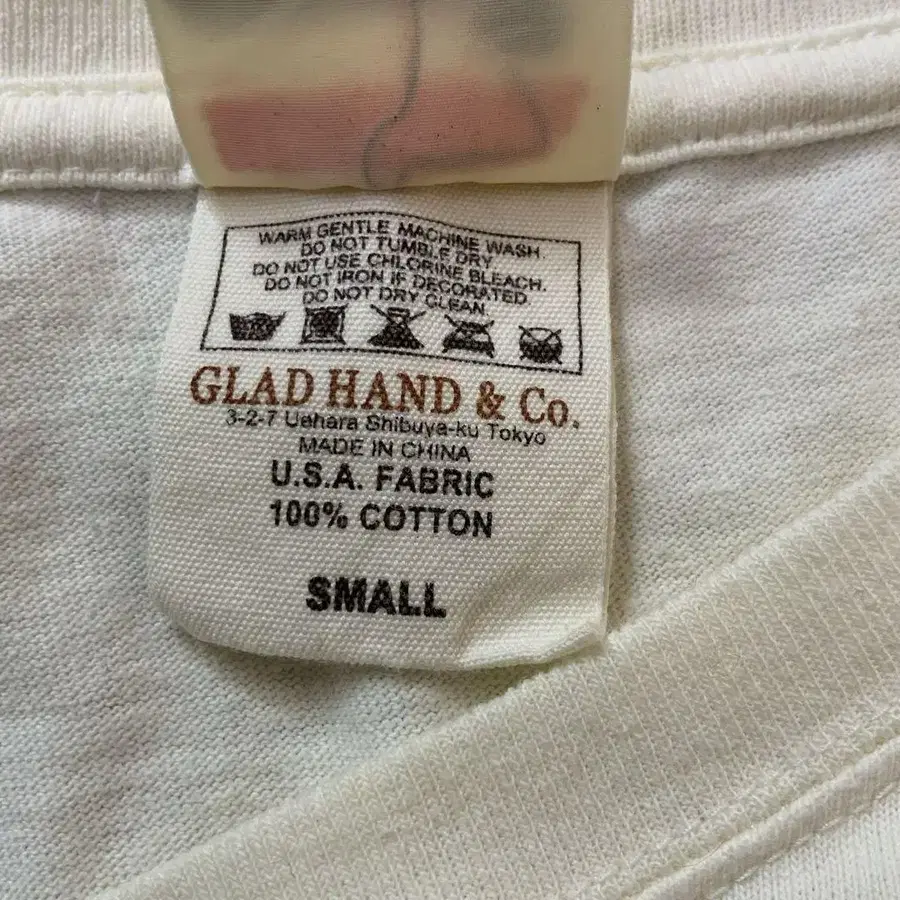 WARM GENTLE MACHINE WASH.
DO NOT TUMBLE DRY
DO NOT USE CHLORINE BLEACH.
DO NOT IRON IF DECORATED.
DO NOT DRY CLEAN.
GLAD HAND & Co.
3-2-7 Uehara Shibuya-ku Tokyo
MADE IN CHINA
U.S.A. FABRIC
100% COTTON
SMALL